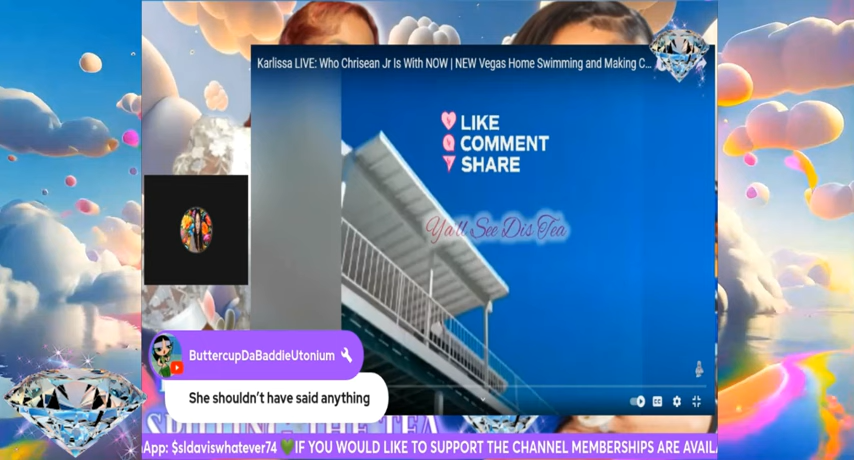 Karlissa LIVE: Who Chrisean Jr Is With NOW | NEW Vegas Home Swimming and Making C...
LIKE
COMMENT
SHARE
Ya'll See Dis Tea
ButtercupDaBaddieUtonium
She shouldn't have said anything
THE TEA
App: $sldaviswhatever74 💚IF YOU WOULD LIKE TO SUPPORT THE CHANNEL MEMBERSHIPS ARE AVAIL